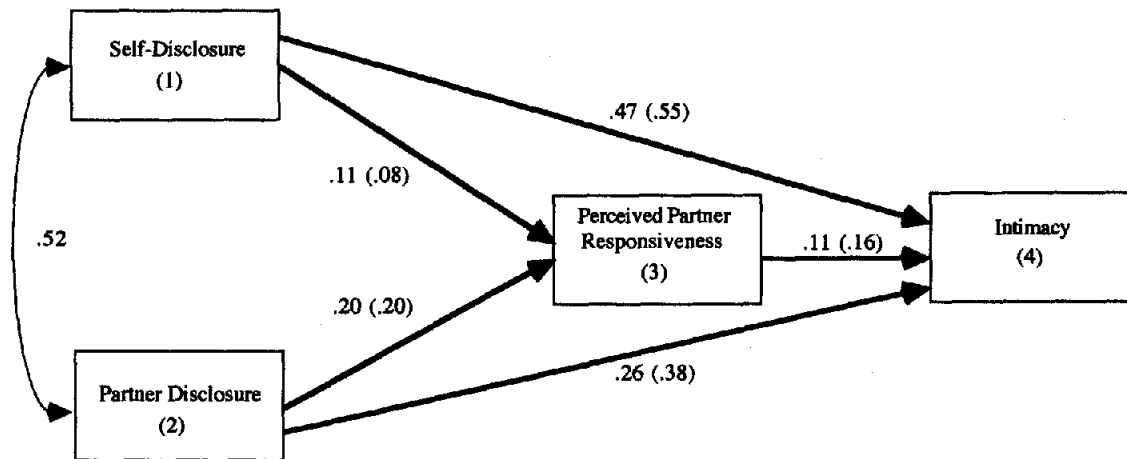 Self-Disclosure
(1)
.47 (.55)
.11 (.08)
Perceived Partner
Responsiveness
(3)
.11 (.16)
Intimacy
(4)
.52
.20 (.20)
.26 (.38)
Partner Disclosure
(2)